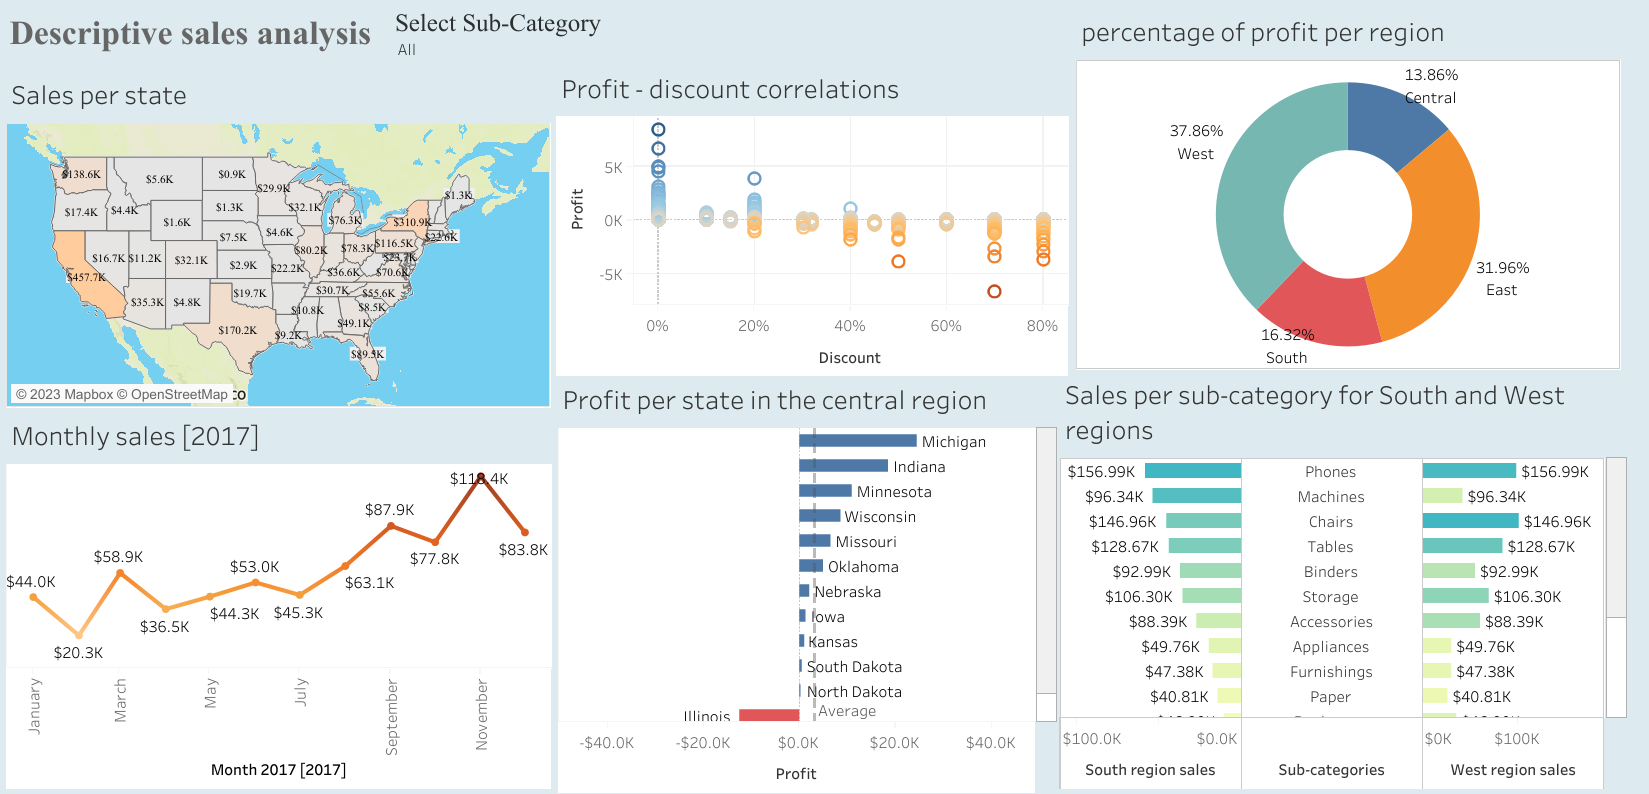 Descriptive sales analysis
Select Sub-Category
All
Sales per state
$138.6K
$5.6K
$0.9K
$29.9K
$1.3K
$17.4K
$4.4K
$1.6K
$1.3K
$32.1K
$76.3K
$310.9K
$22.6K
$7.5K
$4.6K
$80.2K
$78.3K
$116.5K
$16.7K
$11.2K
$32.1K
$2.9K
$22.2K
$36.6K
$70.6K
$457.7K
$35.3K
$4.8K
$19.7K
$30.7K
$55.6K
$10.8K
$8.5K
$170.2K
$9.2K
$49.1K
$89.5K
© 2023 Mapbox © OpenStreetMap
co
Profit - discount correlations
Profit
5K
0K
-5K
0%
20%
40%
60%
80%
Discount
percentage of profit per region
13.86%
Central
37.86%
West
31.96%
East
16.32%
South
Monthly sales [2017]
$44.0K
$20.3K
$58.9K
$36.5K
$44.3K
$53.0K
$45.3K
$63.1K
$87.9K
$77.8K
$83.8K
January
March
May
July
September
November
Month 2017 [2017]
Profit per state in the central region
Michigan
Indiana
Minnesota
Wisconsin
Missouri
Oklahoma
Nebraska
Iowa
Kansas
South Dakota
North Dakota
Illinois
Average
-$40.0K
-$20.0K
$0.0K
$20.0K
$40.0K
Profit
Sales per sub-category for South and West
regions
$156.99K Phones $156.99K
$96.34K Machines $96.34K
$146.96K Chairs $146.96K
$128.67K Tables $128.67K
$92.99K Binders $92.99K
$106.30K Storage $106.30K
$88.39K Accessories $88.39K
$49.76K Appliances $49.76K
$47.38K Furnishings $47.38K
$40.81K Paper $40.81K
$100.0K
$0.0K
$0K
$100K
South region sales
Sub-categories
West region sales